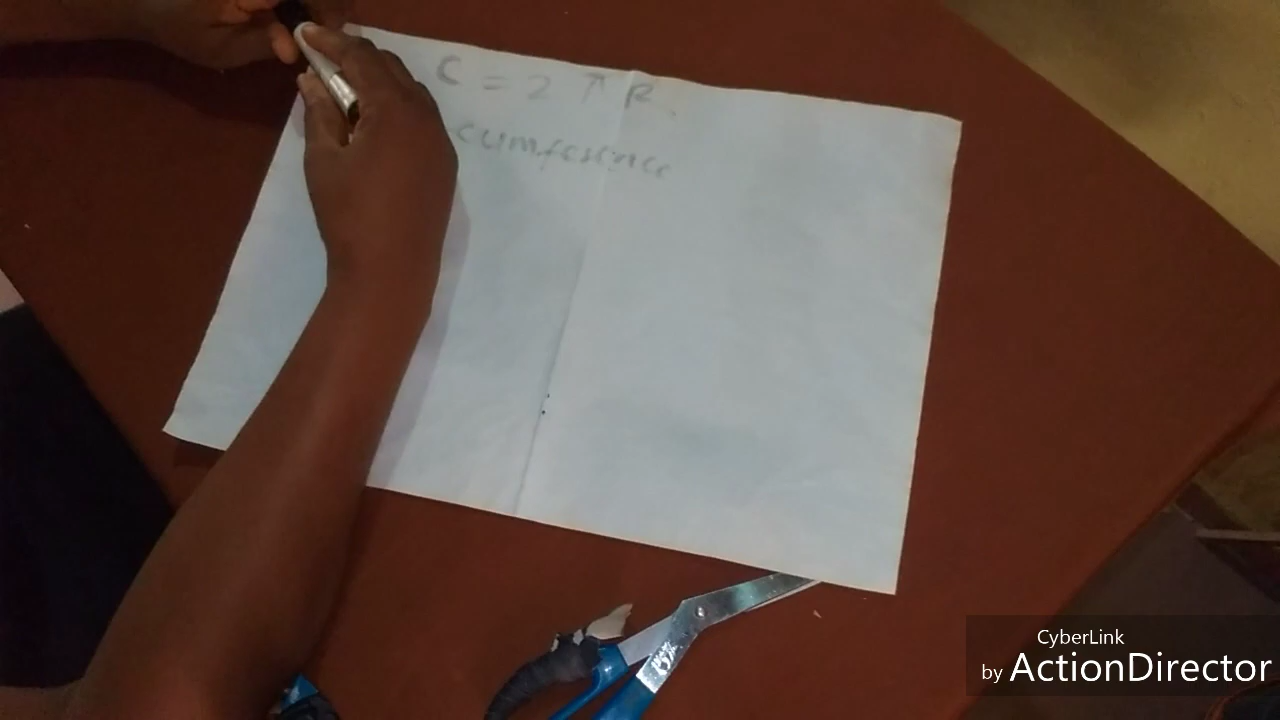 C = 2 π R
cumference
CyberLink
by ActionDirector